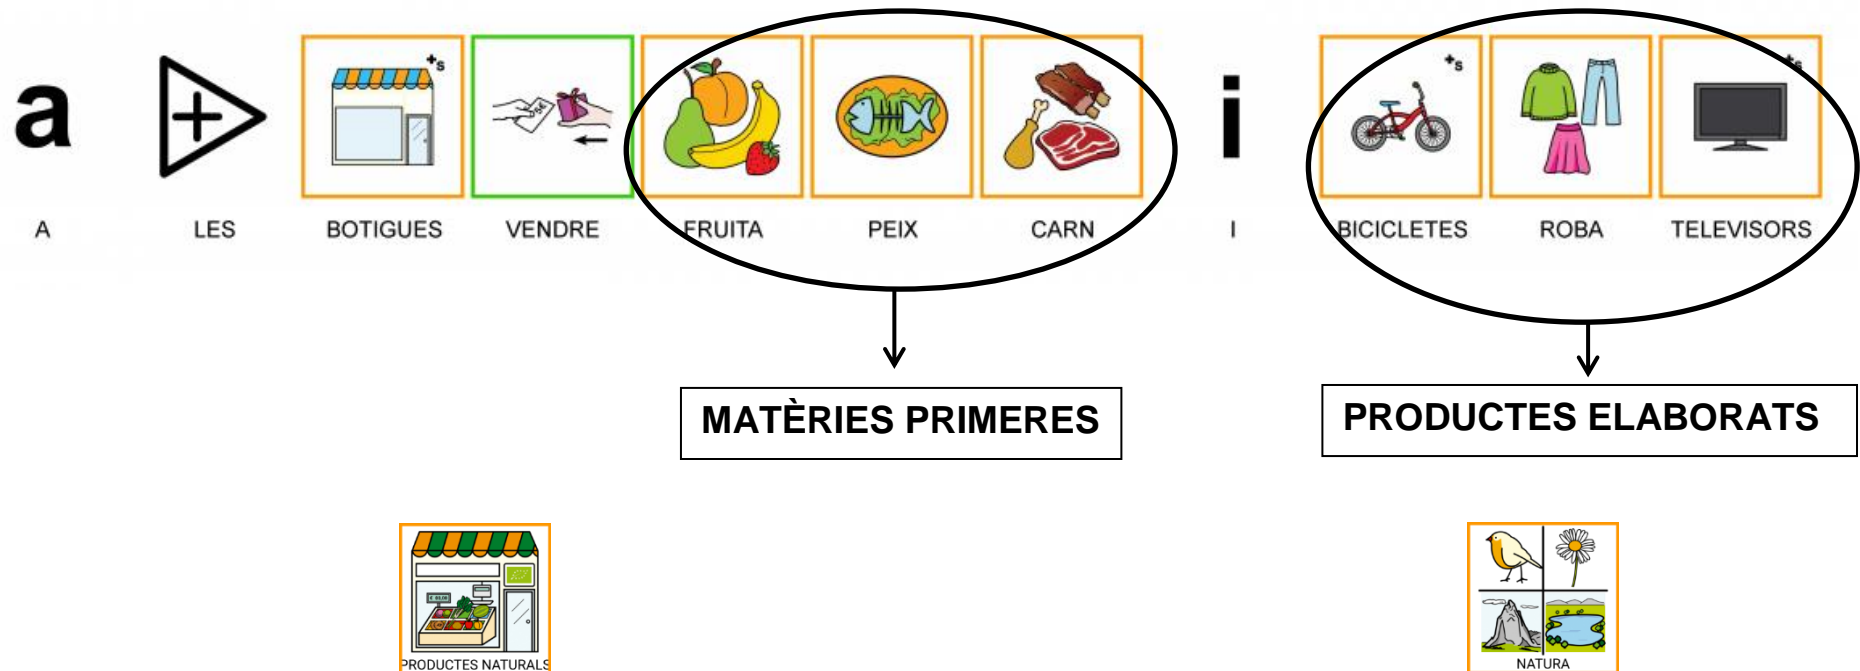 a i
A LES BOTIGUES VENDRE FRUITA PEIX CARN I BICICLETES ROBA TELEVISORS
MATÈRIES PRIMERES PRODUCTES ELABORATS
PRODUCTES NATURALS NATURA